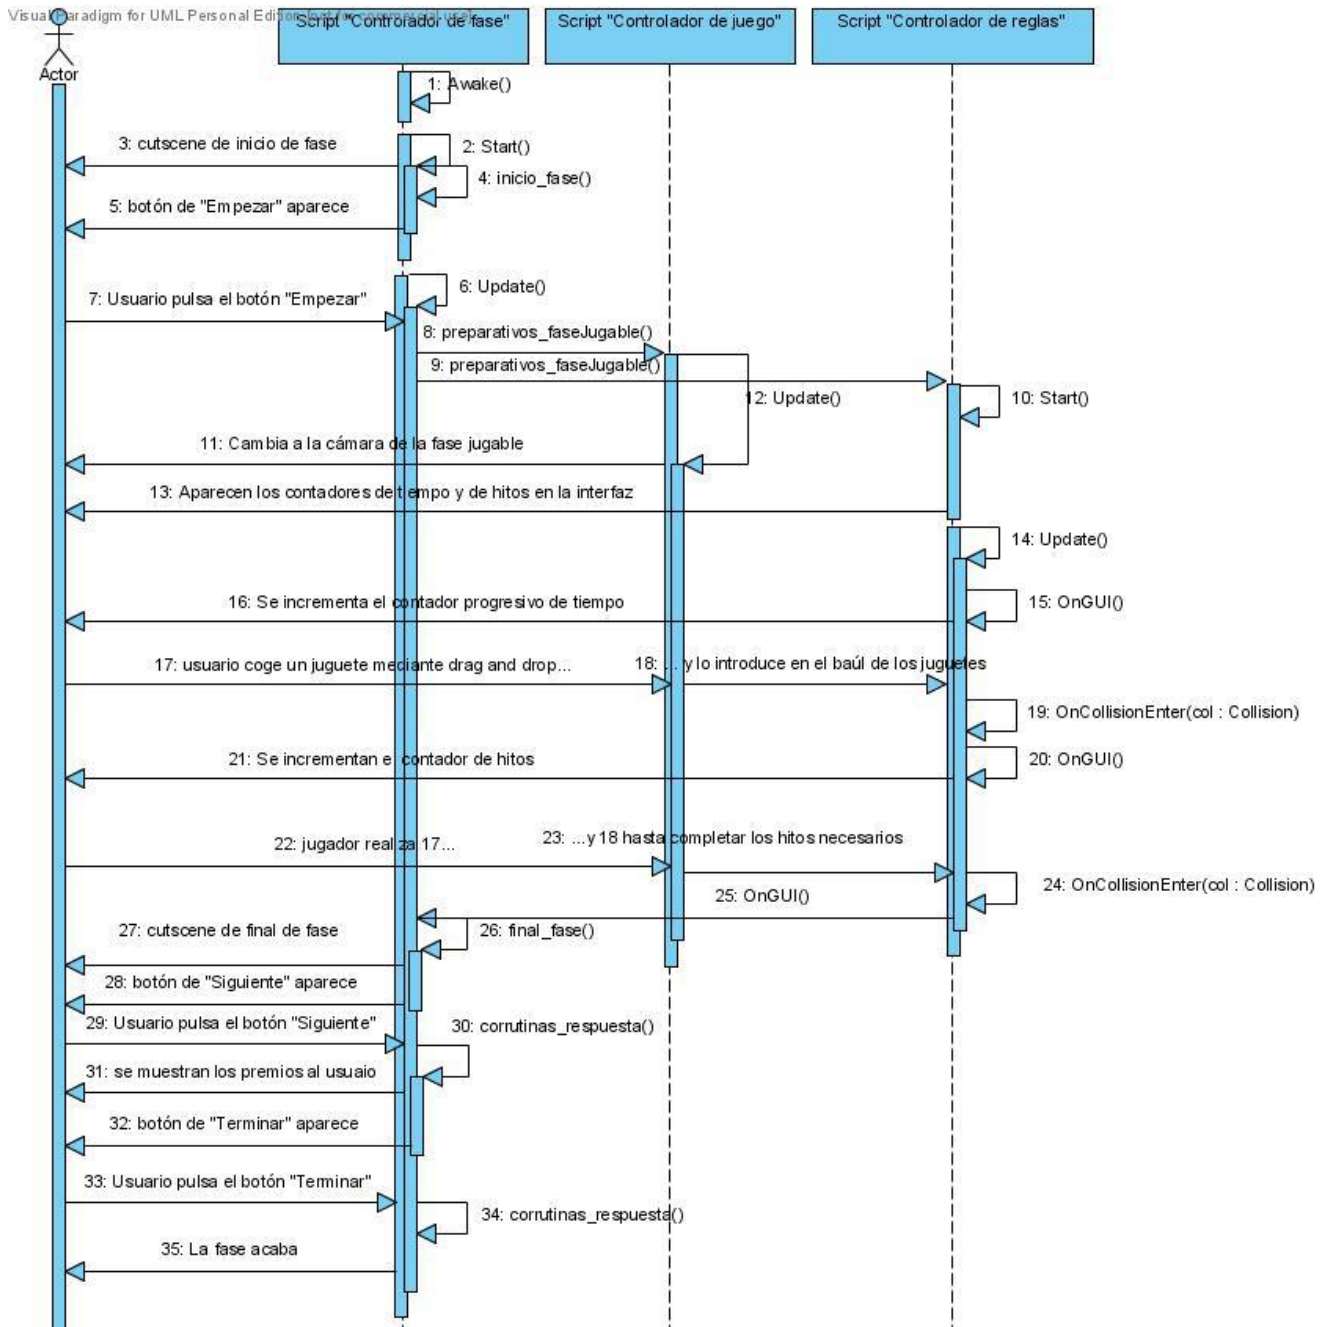 Visual Paradigm for UML Personal Edition [not for commercial use]
Script "Controlador de fase"
Script "Controlador de juego"
Script "Controlador de reglas"
Actor
1: Awake()
2: Start()
3: cutscene de inicio de fase
4: inicio_fase()
5: botón de "Empezar" aparece
6: Update()
7: Usuario pulsa el botón "Empezar"
8: preparativos_faseJugable()
9: preparativos_faseJugable()
12: Update()
10: Start()
11: Cambia a la cámara de la fase jugable
13: Aparecen los contadores de tiempo y de hitos en la interfaz
14: Update()
16: Se incrementa el contador progresivo de tiempo
15: OnGUI()
17: usuario coge un juguete mediante drag and drop...
18: ... y lo introduce en el baúl de los juguetes
19: OnCollisionEnter(col : Collision)
21: Se incrementan el contador de hitos
20: OnGUI()
22: jugador realiza 17...
23: ...y 18 hasta completar los hitos necesarios
24: OnCollisionEnter(col : Collision)
25: OnGUI()
27: cutscene de final de fase
26: final_fase()
28: botón de "Siguiente" aparece
29: Usuario pulsa el botón "Siguiente"
30: corrutinas_respuesta()
31: se muestran los premios al usuaio
32: botón de "Terminar" aparece
33: Usuario pulsa el botón "Terminar"
34: corrutinas_respuesta()
35: La fase acaba